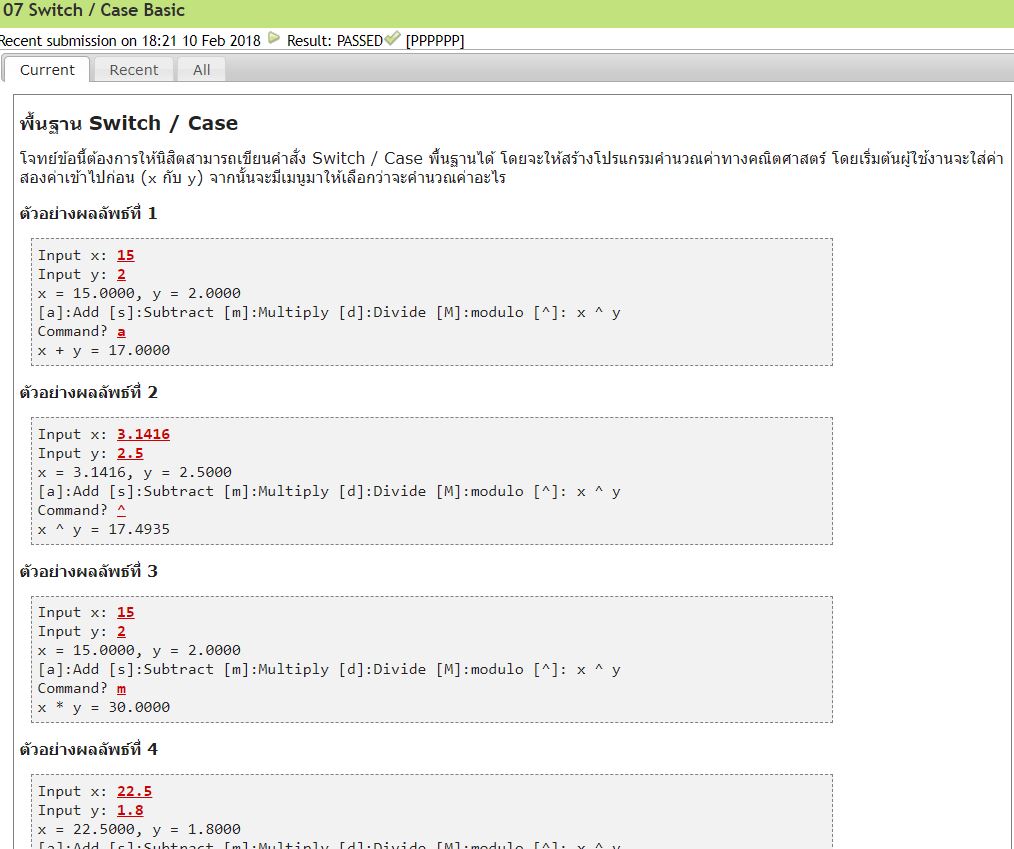 07 Switch / Case Basic
Recent submission on 18:21 10 Feb 2018 Result: PASSED [PPPPPP]
Current Recent All
พื้นฐาน Switch / Case
โจทย์ข้อนี้ต้องการให้นิสิตสามารถเขียนคำสั่ง Switch / Case พื้นฐานได้ โดยจะให้สร้างโปรแกรมคำนวณค่าทางคณิตศาสตร์ โดยเริ่มต้นผู้ใช้งานจะใส่ค่า
สองค่าเข้าไปก่อน (x กับ y) จากนั้นจะมีเมนูมาให้เลือกว่าจะคำนวณค่าอะไร
ตัวอย่างผลลัพธ์ที่ 1
Input x: 15
Input y: 2
x = 15.0000, y = 2.0000
[a]:Add [s]:Subtract [m]:Multiply [d]:Divide [M]:modulo [^]: x ^ y
Command? a
x + y = 17.0000
ตัวอย่างผลลัพธ์ที่ 2
Input x: 3.1416
Input y: 2.5
x = 3.1416, y = 2.5000
[a]:Add [s]:Subtract [m]:Multiply [d]:Divide [M]:modulo [^]: x ^ y
Command? ^
x ^ y = 17.4935
ตัวอย่างผลลัพธ์ที่ 3
Input x: 15
Input y: 2
x = 15.0000, y = 2.0000
[a]:Add [s]:Subtract [m]:Multiply [d]:Divide [M]:modulo [^]: x ^ y
Command? m
x * y = 30.0000
ตัวอย่างผลลัพธ์ที่ 4
Input x: 22.5
Input y: 1.8
x = 22.5000, y = 1.8000
[a]:Add [s]:Subtract [m]:Multiply [d]:Divide [M]:modulo [^]: x ^ y